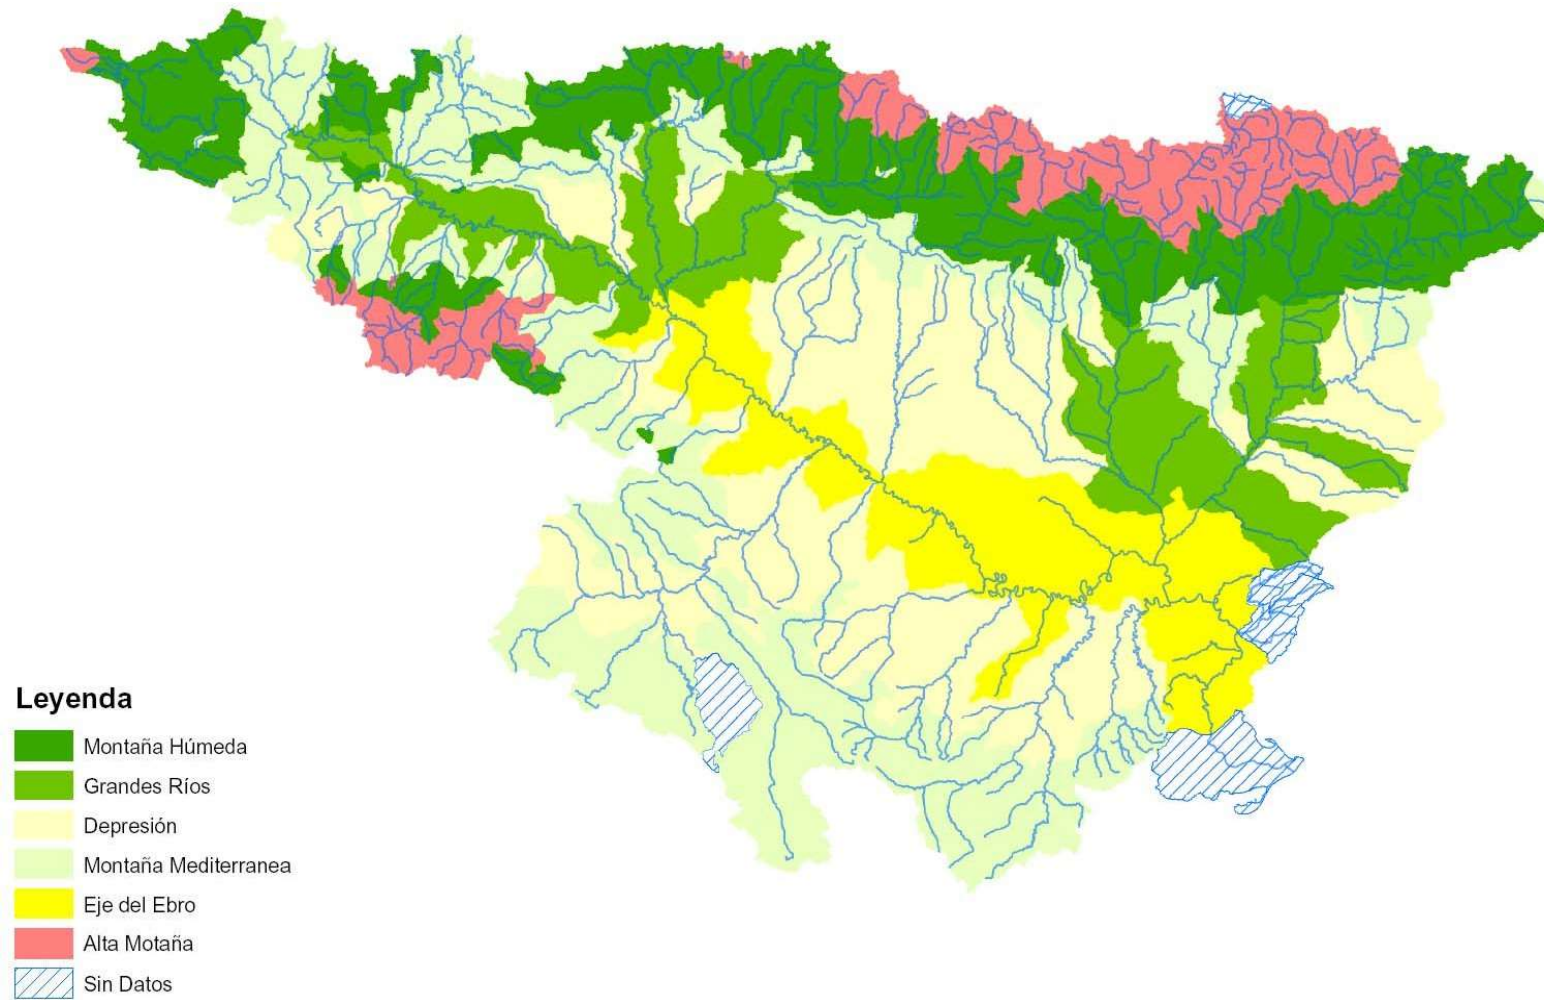 Leyenda
Montaña Húmeda
Grandes Ríos
Depresión
Montaña Mediterranea
Eje del Ebro
Alta Motaña
Sin Datos